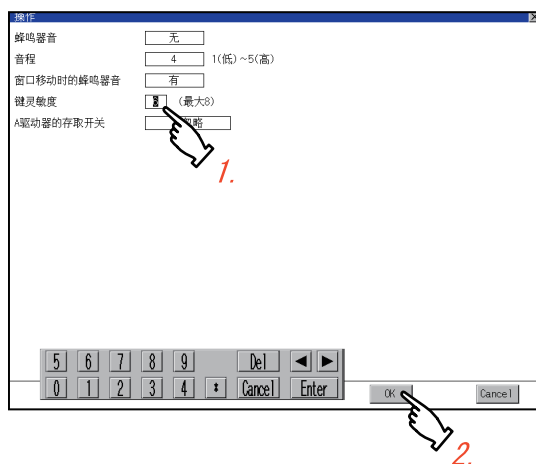 操作
蜂鸣器音 无
音程 4 1(低)~5(高)
窗口移动时的蜂鸣器音 有
键灵敏度 (最大8)
A驱动器的存取开关 忽略
1.
5 6 7 8 9 Del ◄ ►
0 1 2 3 4 Cancel Enter
OK Cancel
2.